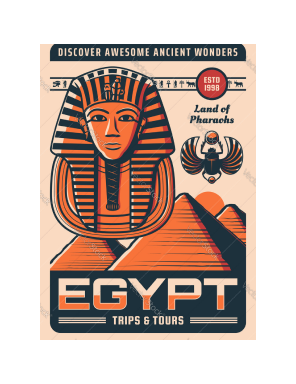 DISCOVER AWESOME ANCIENT WONDERS
ESTD
1998
Land of
Pharaohs
EGYPT
TRIPS & TOURS